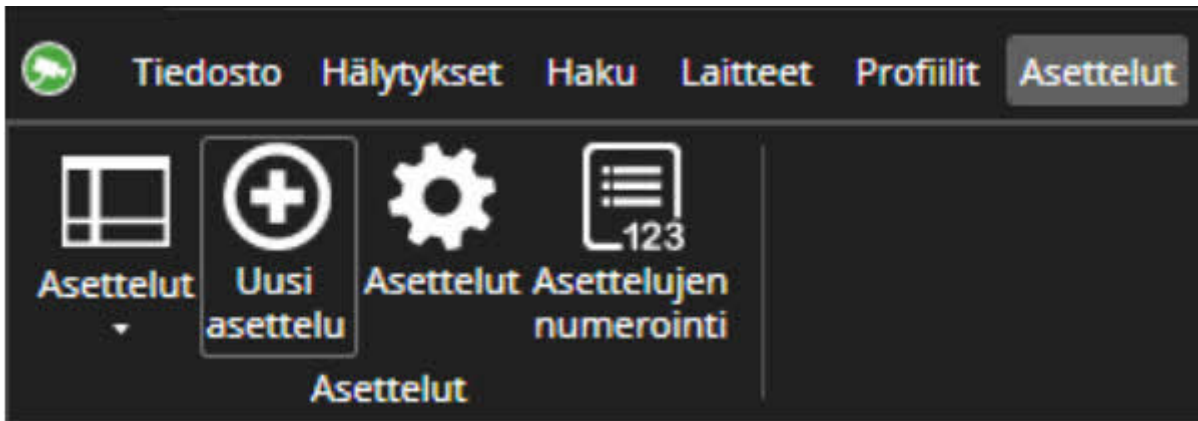 Tiedosto Hälytykset Haku Laitteet Profiilit Asettelut
123
Asettelut Uusi asettelu Asettelut Asettelujen numerointi
Asettelut